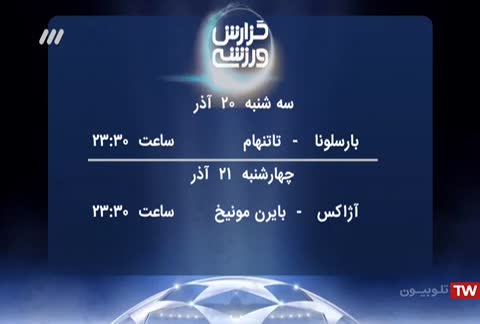 گزارش
ورزشی
سه شنبه ۲۰ آذر
بارسلونا - تاتنهام ساعت ۲۳:۳۰
چهارشنبه ۲۱ آذر
آژاکس - بایرن مونیخ ساعت ۲۳:۳۰
تلوبیون TW